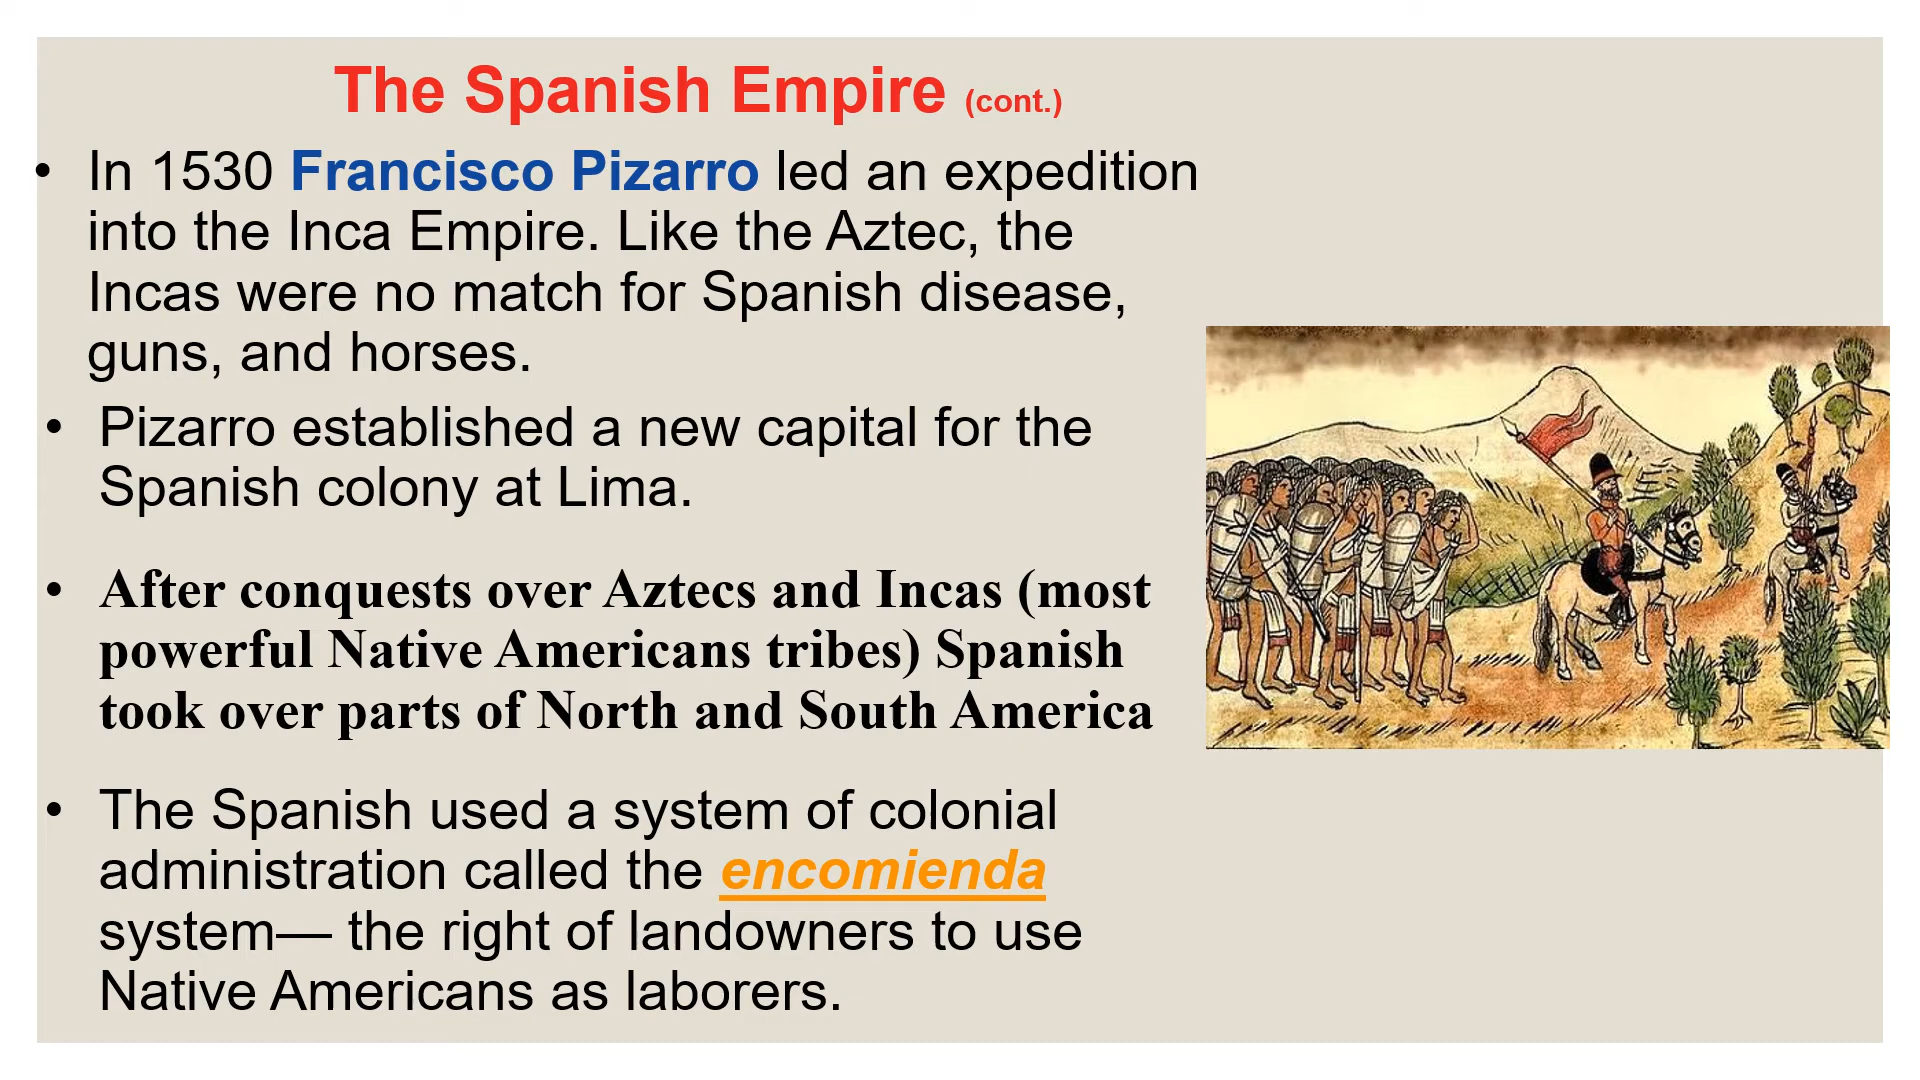 The Spanish Empire (cont.)
• In 1530 Francisco Pizarro led an expedition
into the Inca Empire. Like the Aztec, the
Incas were no match for Spanish disease,
guns, and horses.
• Pizarro established a new capital for the
Spanish colony at Lima.
• After conquests over Aztecs and Incas (most
powerful Native Americans tribes) Spanish
took over parts of North and South America
• The Spanish used a system of colonial
administration called the encomienda
system— the right of landowners to use
Native Americans as laborers.